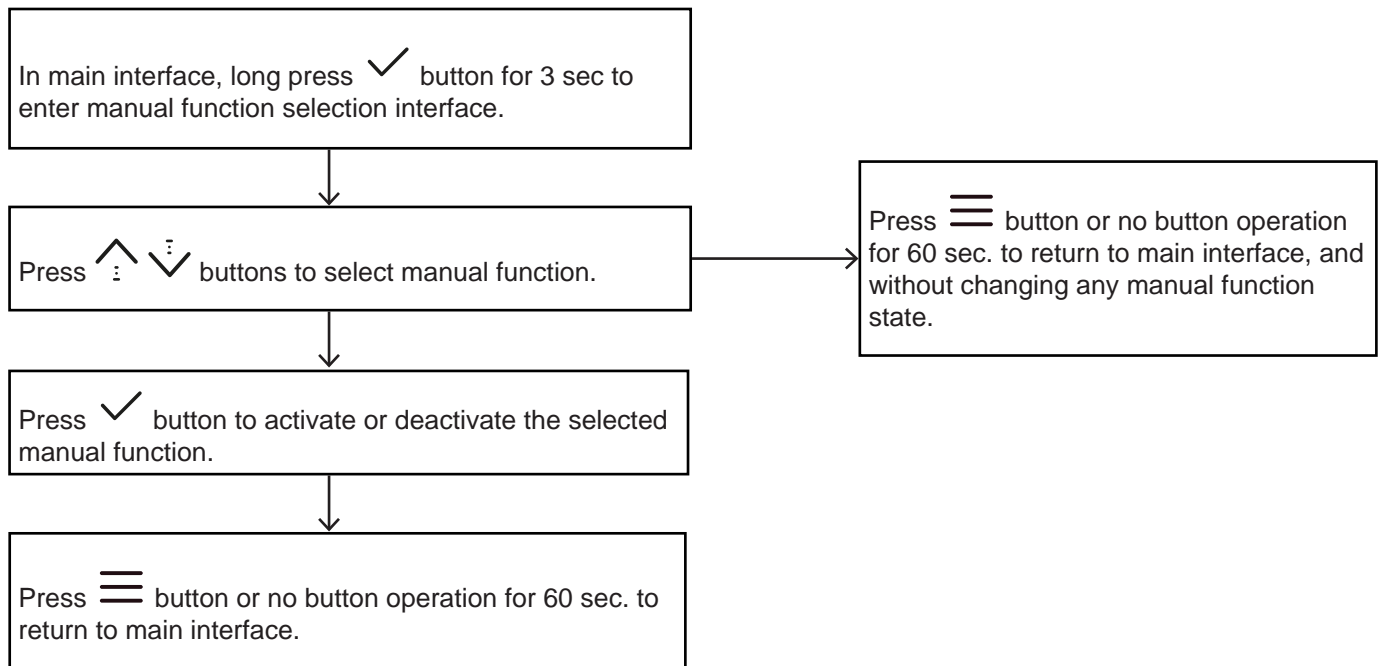 In main interface, long press ✓ button for 3 sec to
enter manual function selection interface.
Press button or no button operation
for 60 sec. to return to main interface, and
without changing any manual function
state.
Press buttons to select manual function.
Press ✓ button to activate or deactivate the selected
manual function.
Press button or no button operation for 60 sec. to
return to main interface.